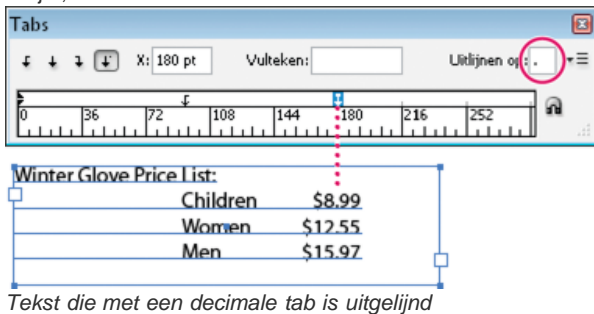 Tabs
X: 180 pt Vulteken: Uitlijnen op: .
0 36 72 108 144 180 216 252
Winter Glove Price List:
Children $8.99
Women $12.55
Men $15.97
Tekst die met een decimale tab is uitgelijnd